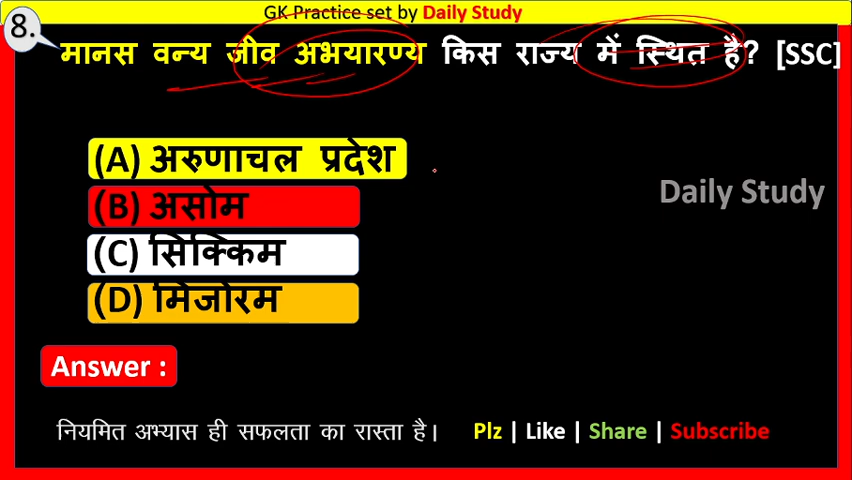 GK Practice set by Daily Study
8.
मानस वन्य जीव अभयारण्य किस राज्य में स्थित है? [SSC]
(A) अरुणाचल प्रदेश
(B) असोम
Daily Study
(C) सिक्किम
(D) मिजोरम
Answer :
नियमित अभ्यास ही सफलता का रास्ता है। Plz | Like | Share | Subscribe